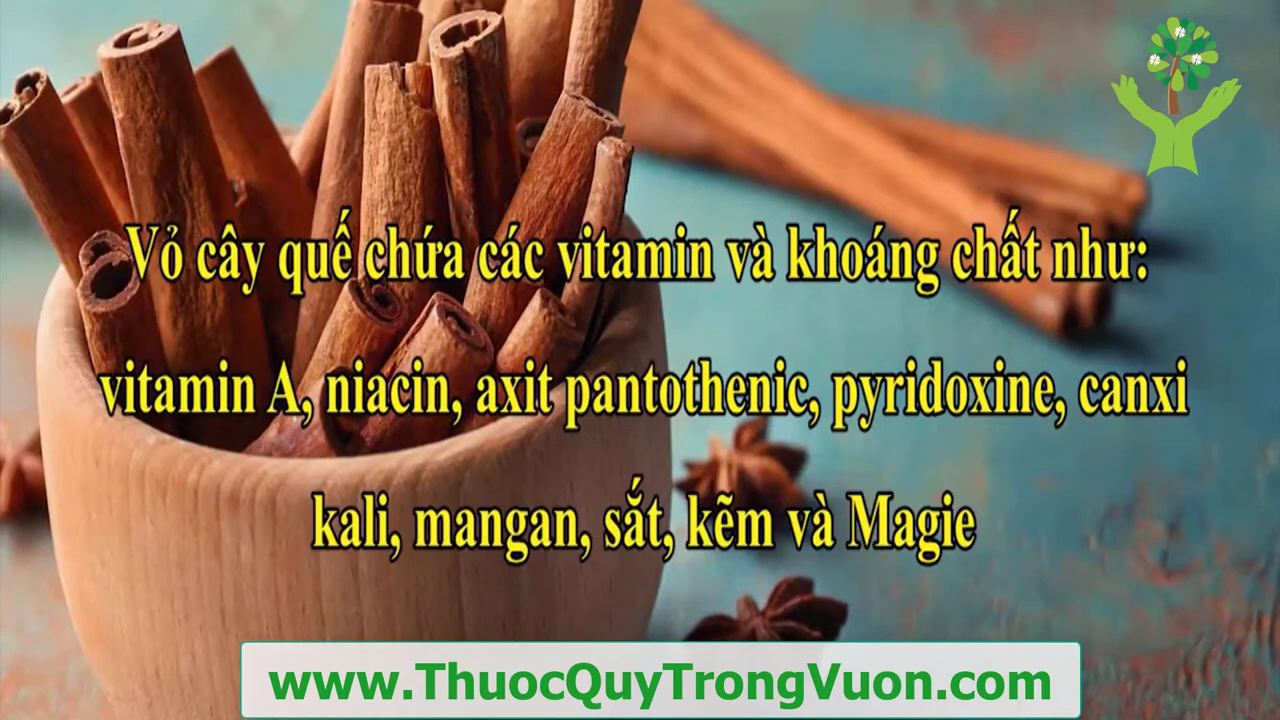 Vỏ cây quế chứa các vitamin và khoáng chất như:
vitamin A, niacin, axit pantothenic, pyridoxine, canxi
kali, mangan, sắt, kẽm và Magie
www.ThuocQuyTrongVuon.com